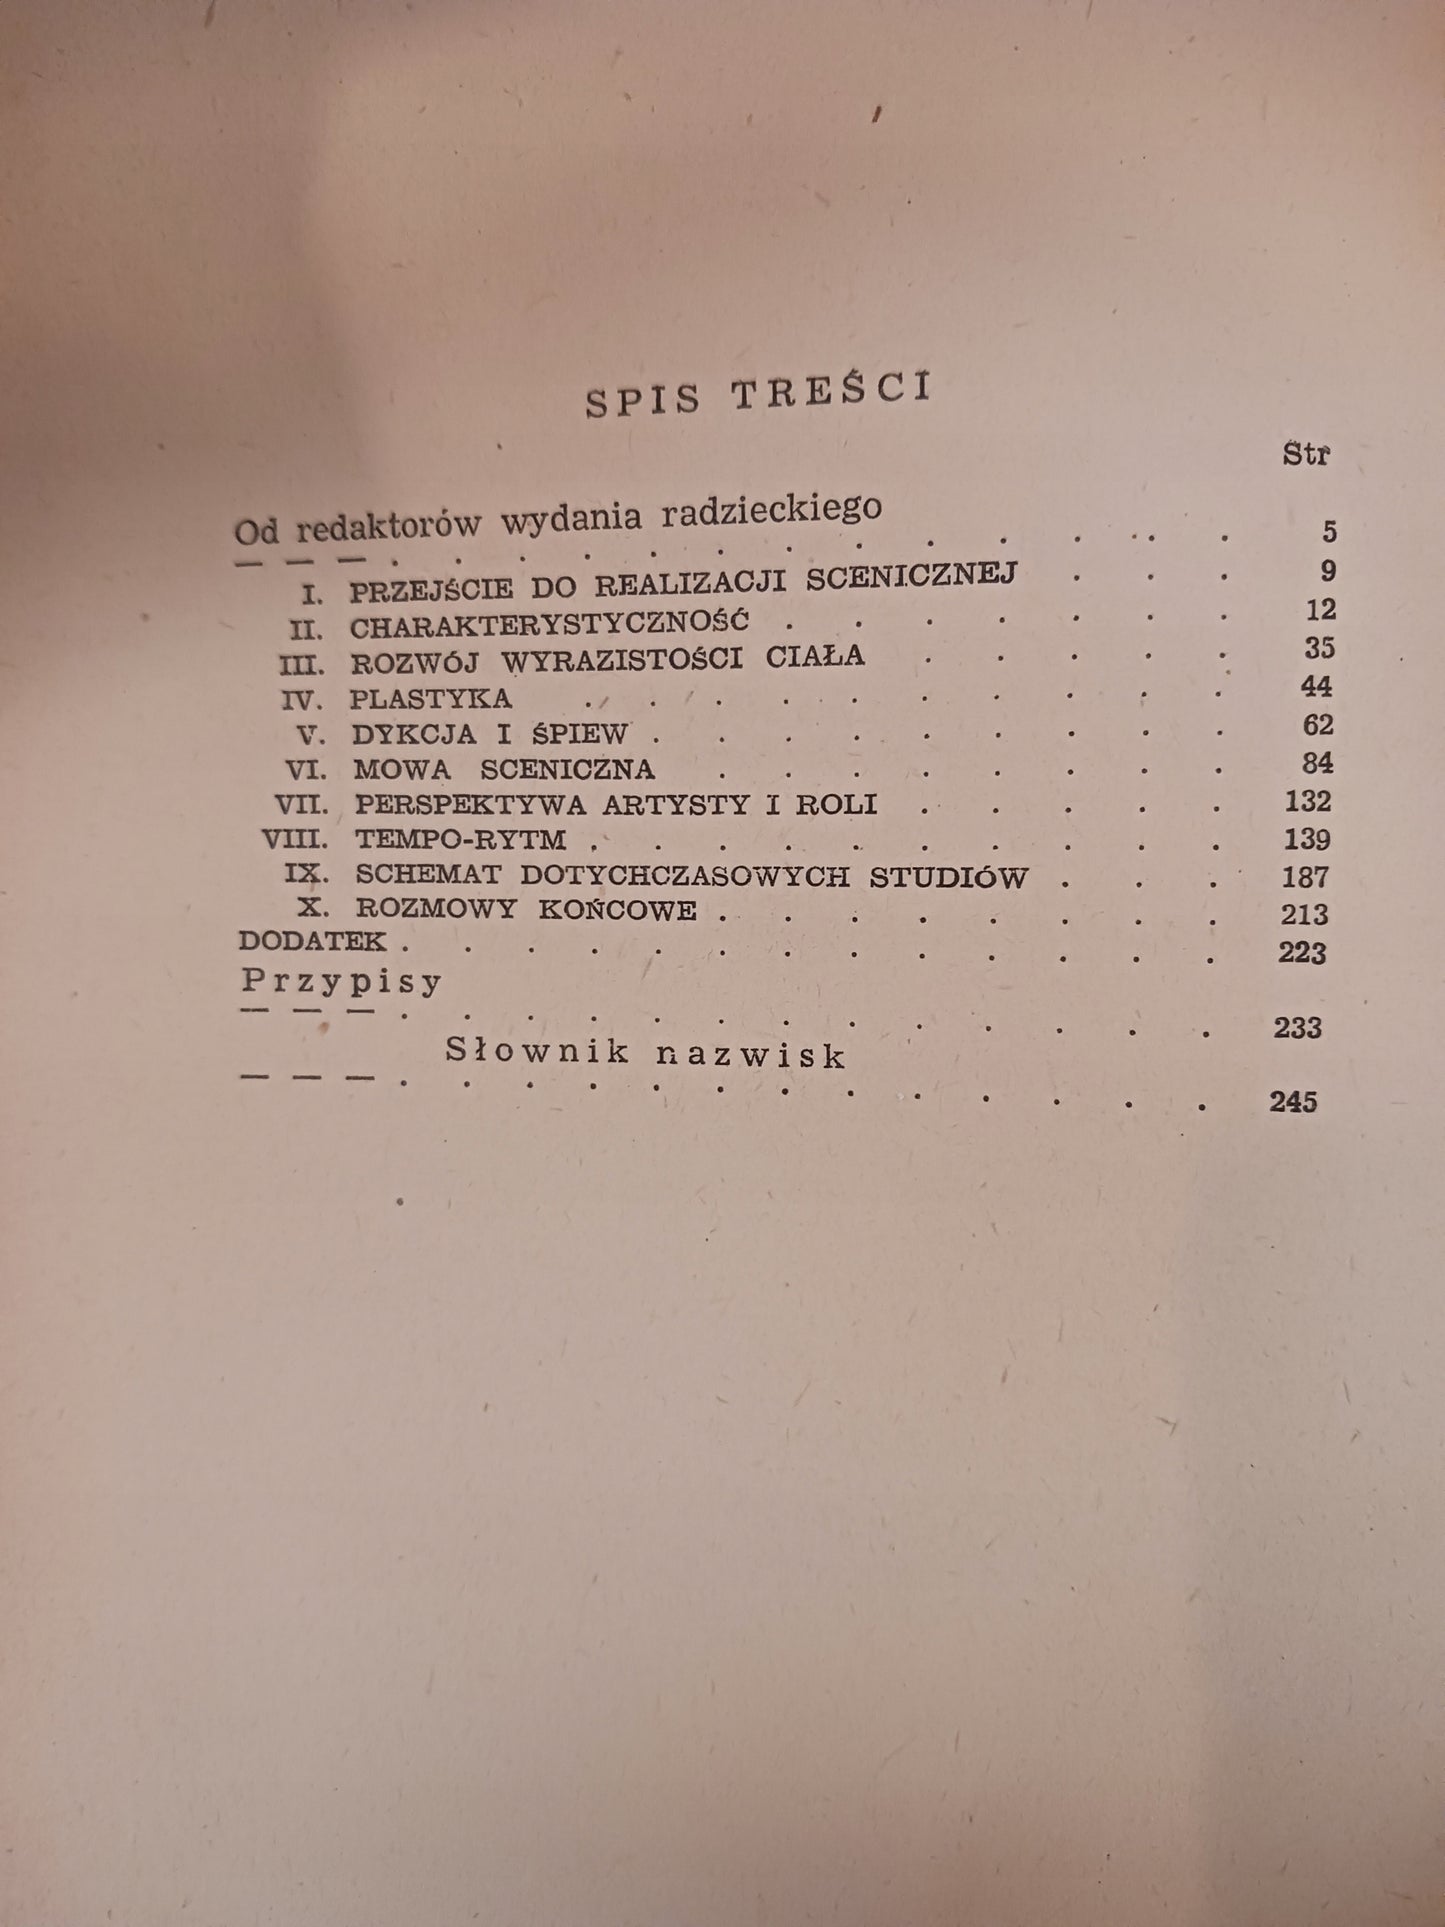 SPIS TREŚCI
Str
Od redaktorów wydania radzieckiego
— — — . . . . . . . . . . . . . . 5
I. PRZEJŚCIE DO REALIZACJI SCENICZNEJ . . . 9
II. CHARAKTERYSTYCZNOŚĆ . . . . . . . 12
III. ROZWÓJ WYRAZISTOŚCI CIAŁA . . . . . 35
IV. PLASTYKA . . . . . . . . . . 44
V. DYKCJA I ŚPIEW . . . . . . . . . 62
VI. MOWA SCENICZNA . . . . . . . . 84
VII. PERSPEKTYWA ARTYSTY I ROLI . . . . . 132
VIII. TEMPO-RYTM . . . . . . . . . . 139
IX. SCHEMAT DOTYCHCZASOWYCH STUDIÓW . . . 187
X. ROZMOWY KOŃCOWE . . . . . . . . 213
DODATEK . . . . . . . . . . . . . 223
Przypisy
— — — . . . . . . . . . . . . . 233
Słownik nazwisk
— — — . . . . . . . . . . . . . 245